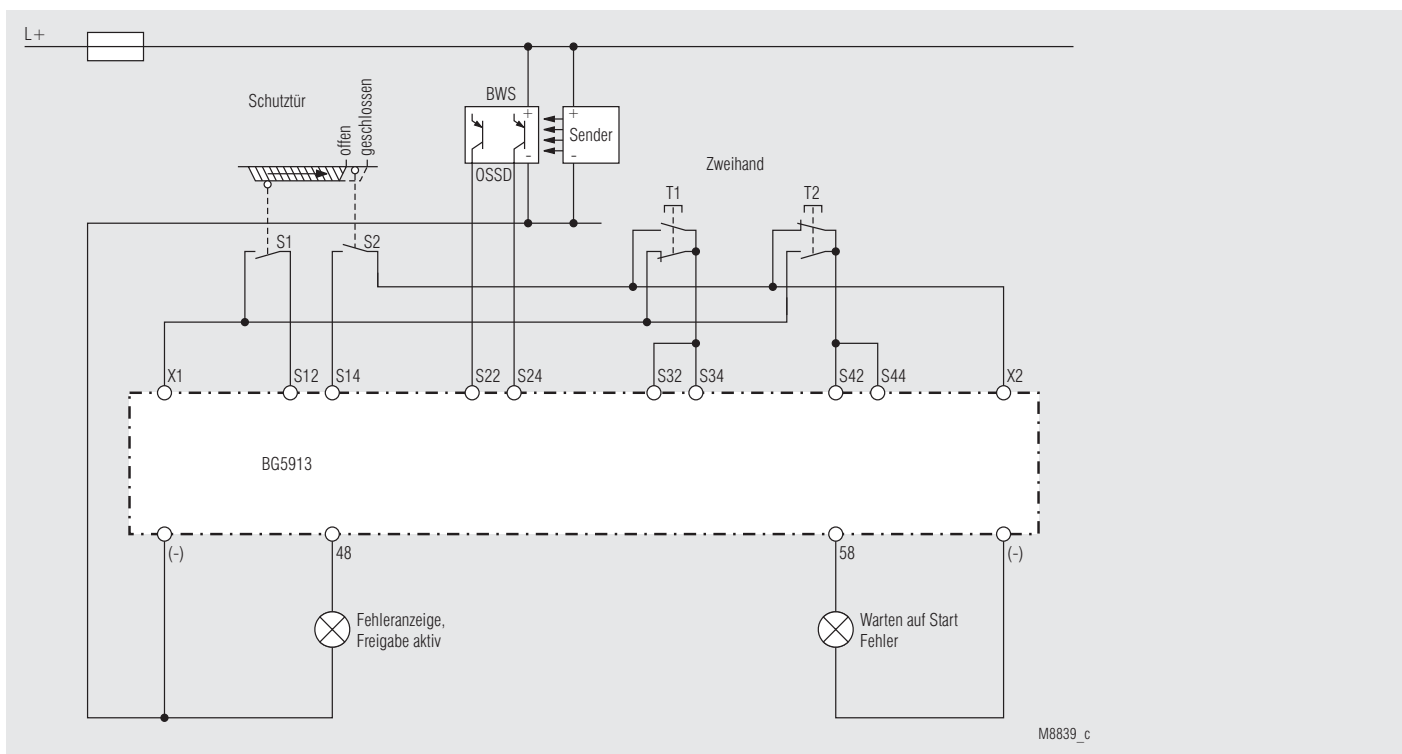 L+
Schutztür
offen
geschlossen
BWS
+
-
OSSD
+
Sender
-
Zweihand
T1
T2
S1
S2
X1
S12
S14
S22
S24
S32
S34
S42
S44
X2
BG5913
(-)
48
58
(-)
Fehleranzeige,
Freigabe aktiv
Warten auf Start
Fehler
M8839_c